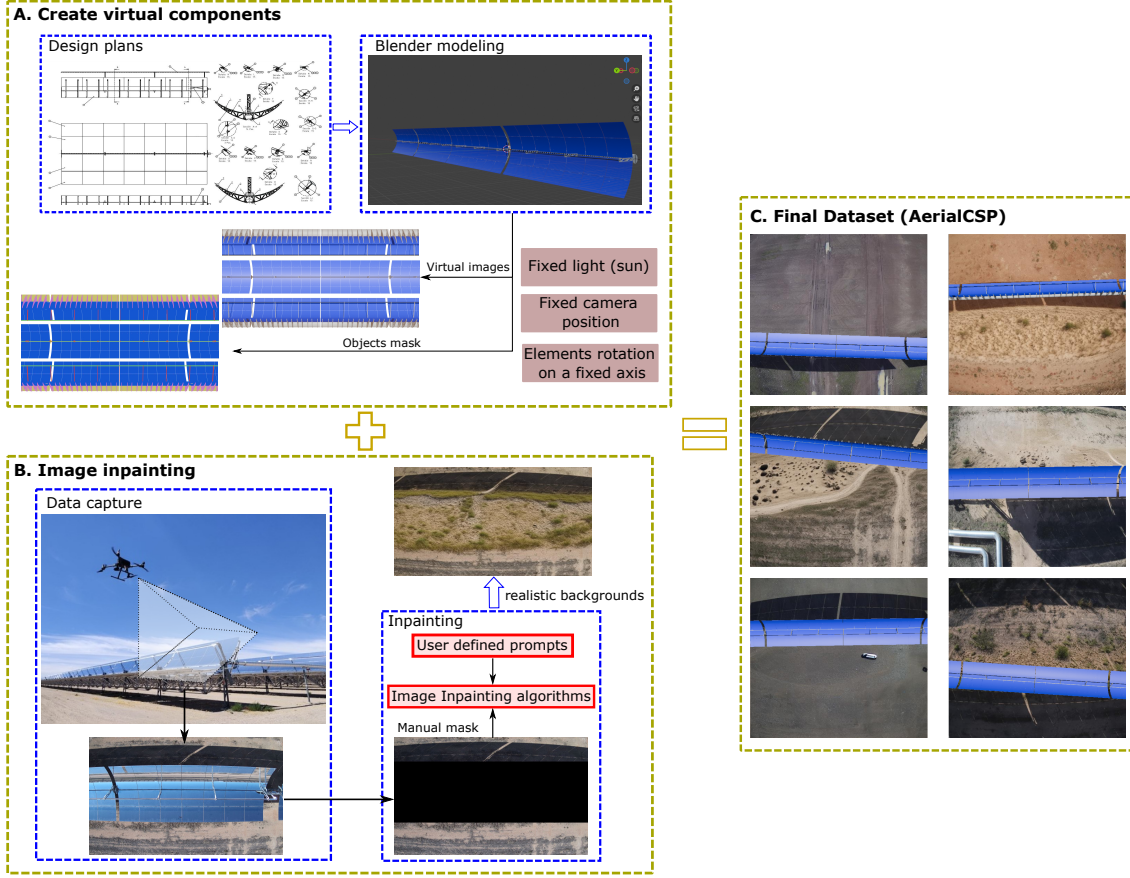 A. Create virtual components
Design plans
Blender modeling
Virtual images
Fixed light (sun)
Fixed camera
position
Objects mask
Elements rotation
on a fixed axis
B. Image inpainting
Data capture
realistic backgrounds
Inpainting
User defined prompts
Image Inpainting algorithms
Manual mask
C. Final Dataset (AerialCSP)